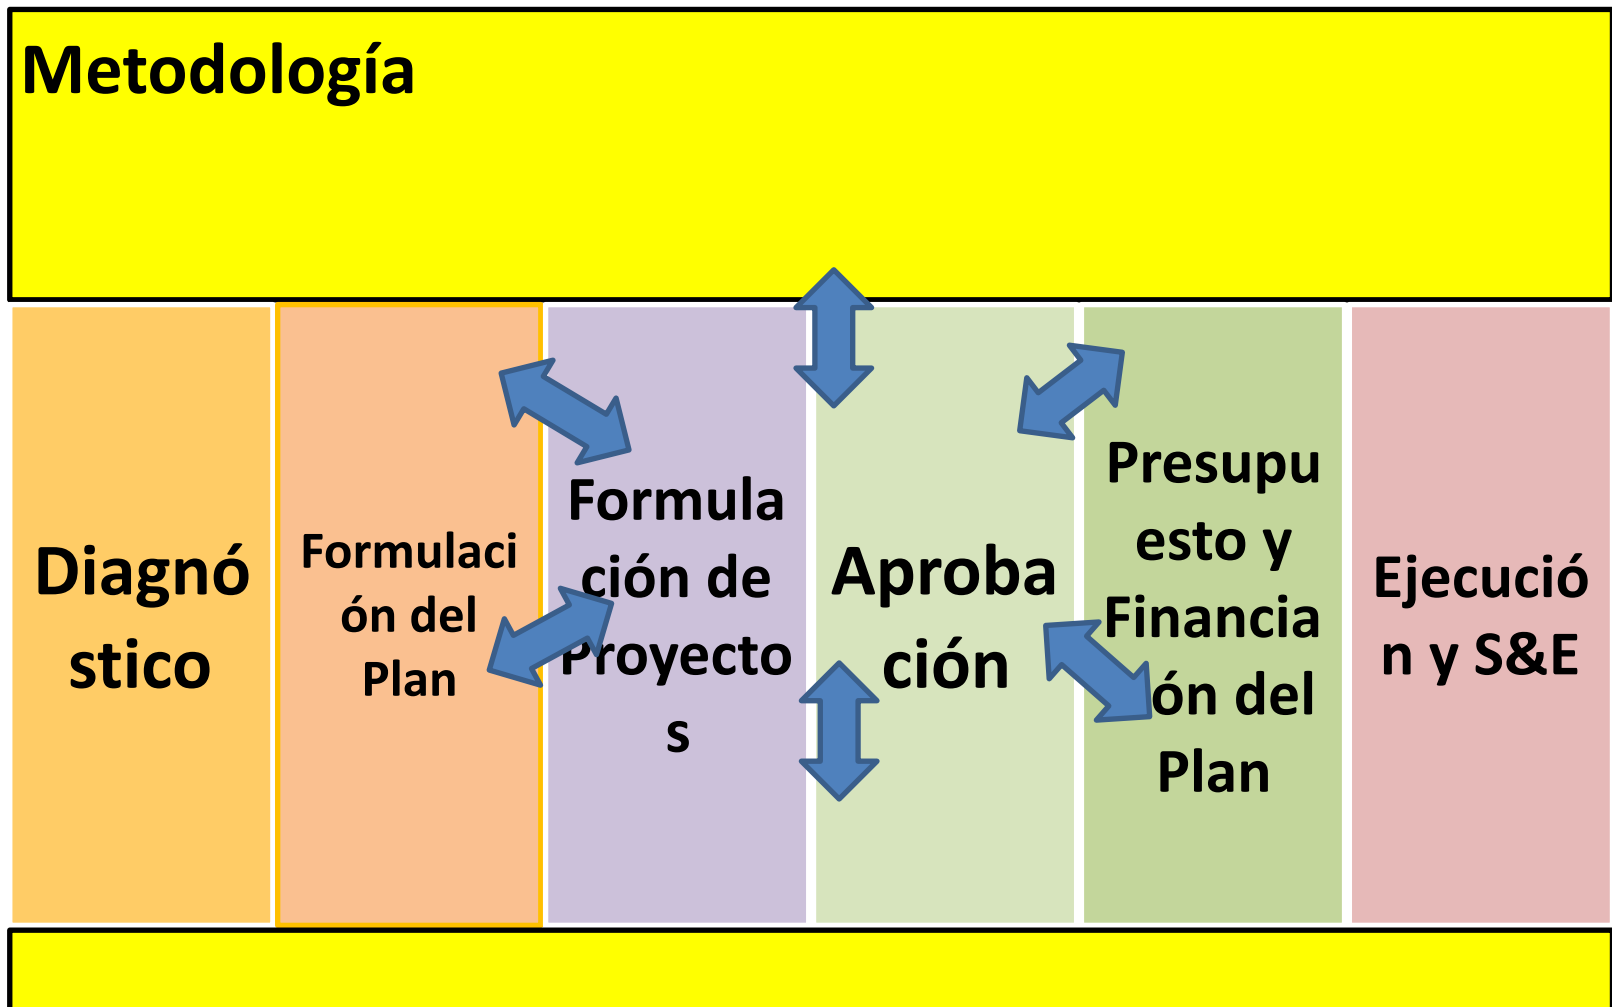 Metodología
Diagnó
stico
Formulaci
ón del
Plan
Formula
ción de
Proyecto
s
Aproba
ción
Presupu
esto y
Financia
ón del
Plan
Ejecució
n y S&E